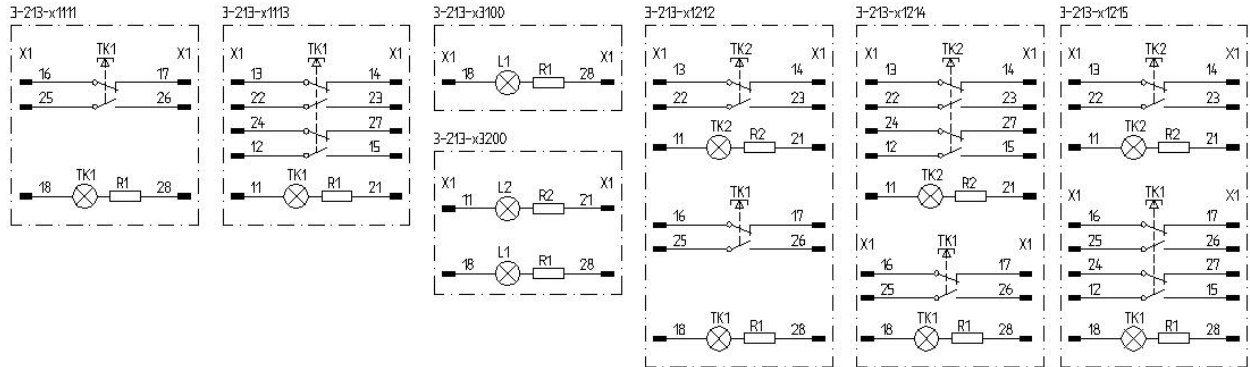 3-213-x1111
X1 TK1 X1
16 17
25 26
TK1
18 R1 28
3-213-x1113
X1 TK1 X1
13 14
22 23
24 27
12 15
TK1
11 R1 21
3-213-x3100
X1 L1 X1
18 R1 28
3-213-x3200
X1 L2 X1
11 R2 21
L1
18 R1 28
3-213-x1212
X1 TK2 X1
13 14
22 23
11 TK2 R2 21
TK1
16 17
25 26
TK1
18 R1 28
3-213-x1214
X1 TK2 X1
13 14
22 23
24 27
12 15
11 TK2 R2 21
X1 TK1 X1
16 17
25 26
TK1
18 R1 28
3-213-x1215
X1 TK2 X1
13 14
22 23
11 TK2 R2 21
X1 TK1 X1
16 17
25 26
24 27
12 15
TK1
18 R1 28